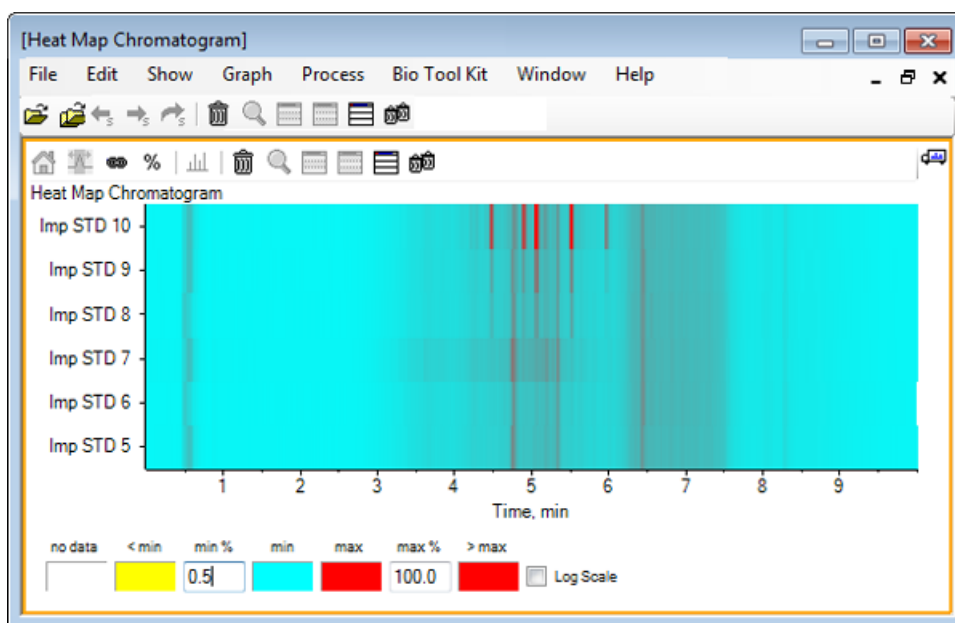 [Heat Map Chromatogram]
File Edit Show Graph Process Bio Tool Kit Window Help
S S S
%
Heat Map Chromatogram
Imp STD 10
Imp STD 9
Imp STD 8
Imp STD 7
Imp STD 6
Imp STD 5
1 2 3 4 5 6 7 8 9
Time, min
no data < min min % min max max % > max
0.5 100.0 Log Scale